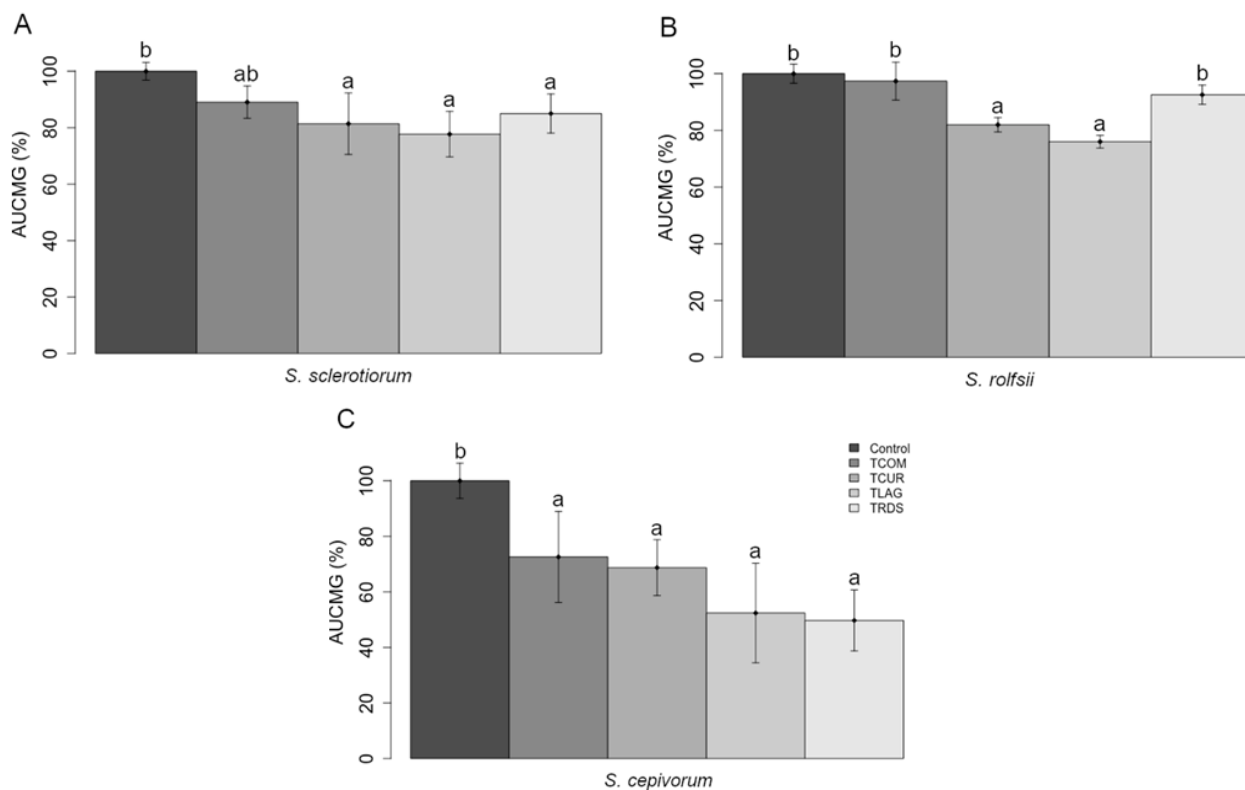 A
AUCMG (%)
0 20 40 60 80 100
b ab a a a
S. sclerotiorum
B
AUCMG (%)
0 20 40 60 80 100
b b a a b
S. rolfsii
C
AUCMG (%)
0 20 40 60 80 100
b a a a a
Control
TCOM
TCUR
TLAG
TRDS
S. cepivorum